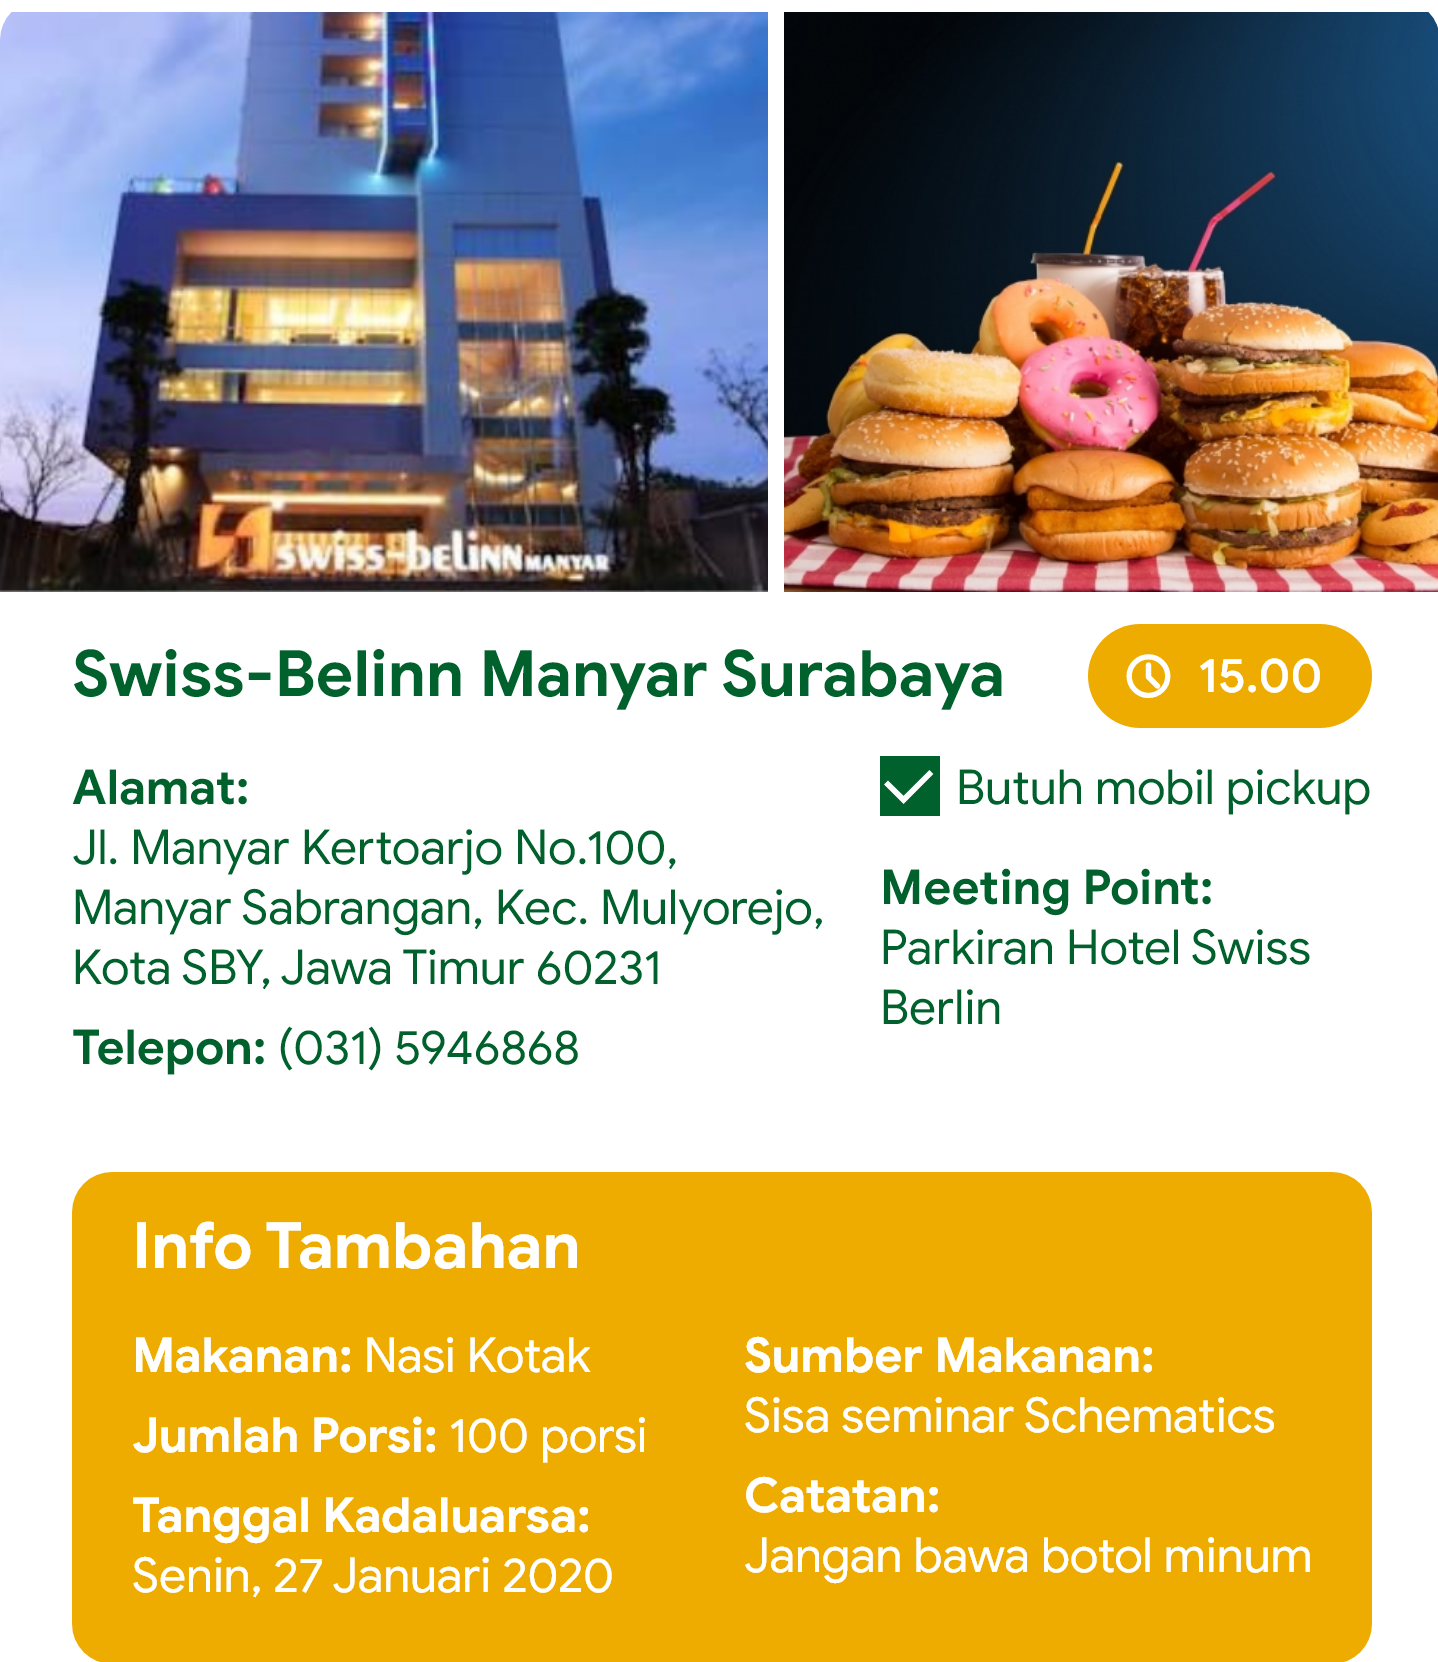 swiss-belinn MANYAR
Swiss-Belinn Manyar Surabaya
15.00
Alamat:
Jl. Manyar Kertoarjo No.100,
Manyar Sabrangan, Kec. Mulyorejo,
Kota SBY, Jawa Timur 60231
Telepon: (031) 5946868
Butuh mobil pickup
Meeting Point:
Parkiran Hotel Swiss
Berlin
Info Tambahan
Makanan: Nasi Kotak
Jumlah Porsi: 100 porsi
Tanggal Kadaluarsa:
Senin, 27 Januari 2020
Sumber Makanan:
Sisa seminar Schematics
Catatan:
Jangan bawa botol minum